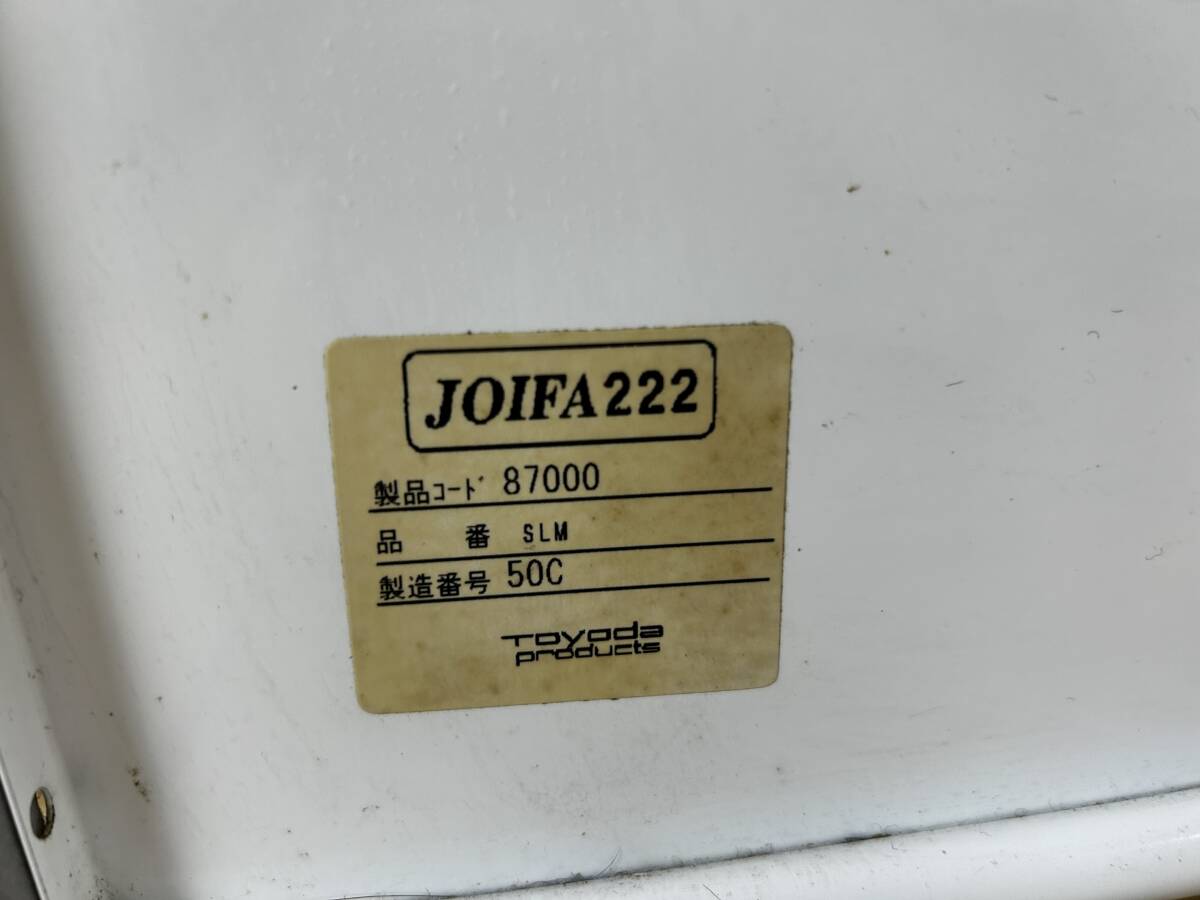 JOIFA222
製品コード 87000
品番 SLM
製造番号 50C
Toyoda
products